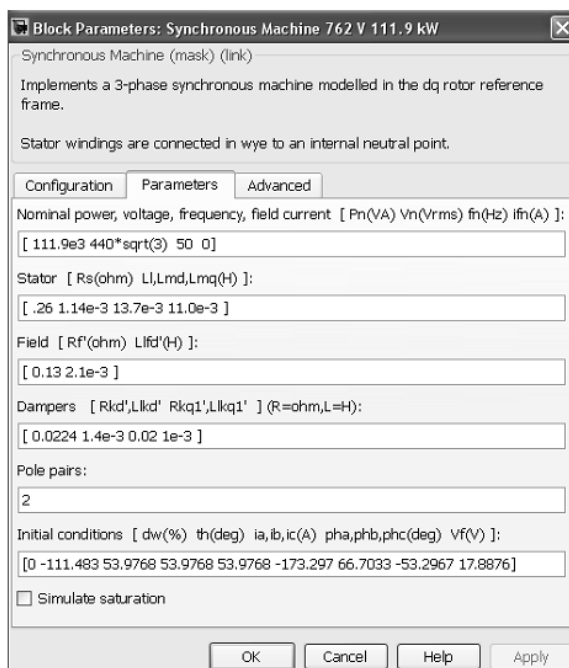 Block Parameters: Synchronous Machine 762 V 111.9 kW
Synchronous Machine (mask) (link)
Implements a 3-phase synchronous machine modelled in the dq rotor reference
frame.
Stator windings are connected in wye to an internal neutral point.
Configuration Parameters Advanced
Nominal power, voltage, frequency, field current [ Pn(VA) Vn(Vrms) fn(Hz) ifn(A) ]:
[ 111.9e3 440*sqrt(3) 50 0]
Stator [ Rs(ohm) Ll,Lmd,Lmq(H) ]:
[ .26 1.14e-3 13.7e-3 11.0e-3 ]
Field [ Rf'(ohm) Llfd'(H) ]:
[ 0.13 2.1e-3 ]
Dampers [ Rkd',Llkd' Rkq1',Llkq1' ] (R=ohm,L=H):
[ 0.0224 1.4e-3 0.02 1e-3 ]
Pole pairs:
2
Initial conditions [ dw(%) th(deg) ia,ib,ic(A) pha,phb,phc(deg) Vf(V) ]:
[0 -111.483 53.9768 53.9768 53.9768 -173.297 66.7033 -53.2967 17.8876]
Simulate saturation
OK Cancel Help Apply